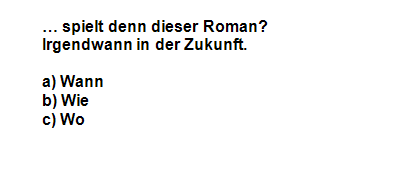 … spielt denn dieser Roman?
Irgendwann in der Zukunft.
a) Wann
b) Wie
c) Wo